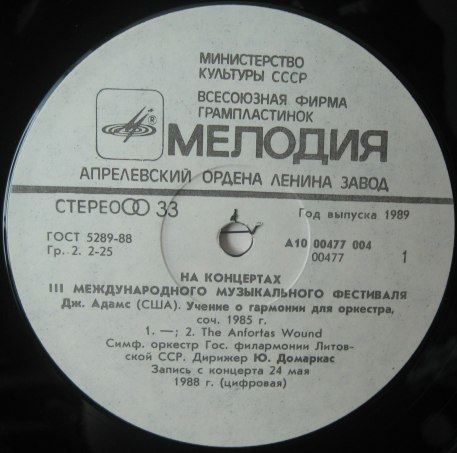 МИНИСТЕРСТВО
КУЛЬТУРЫ СССР
ВСЕСОЮЗНАЯ ФИРМА
ГРАМПЛАСТИНОК
® МЕЛОДИЯ
АПРЕЛЕВСКИЙ ОРДЕНА ЛЕНИНА ЗАВОД
СТЕРЕО 33
Год выпуска 1989
ГОСТ 5289-88
Гр. 2. 2-25
А10 00477 004
00477
1
НА КОНЦЕРТАХ
III МЕЖДУНАРОДНОГО МУЗЫКАЛЬНОГО ФЕСТИВАЛЯ
Дж. Адамс (США). Учение о гармонии для оркестра,
соч. 1985 г.
1. —; 2. The Anfortas Wound
Симф. оркестр Гос. филармонии Литов-
ской ССР. Дирижер Ю. Домаркас
Запись с концерта 24 мая
1988 г. (цифровая)